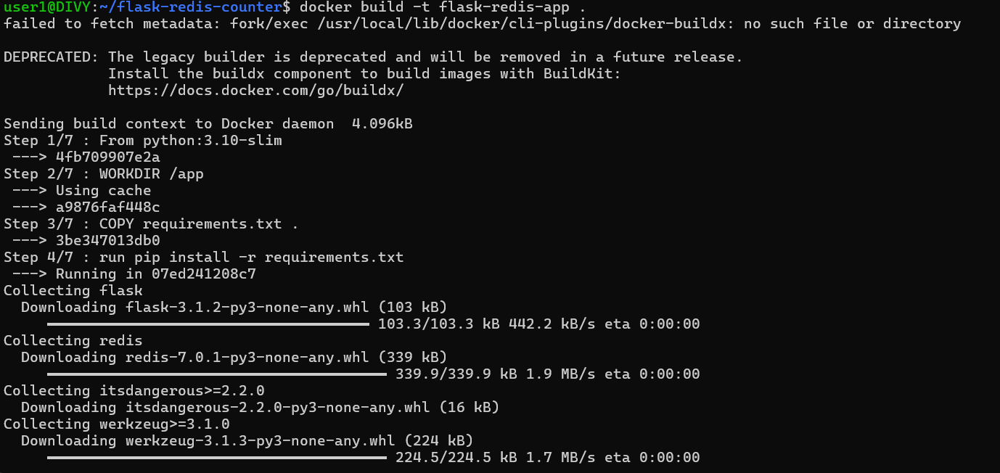 user1@DIVY:~/flask-redis-counter$ docker build -t flask-redis-app .
failed to fetch metadata: fork/exec /usr/local/lib/docker/cli-plugins/docker-buildx: no such file or directory
DEPRECATED: The legacy builder is deprecated and will be removed in a future release.
            Install the buildx component to build images with BuildKit:
            https://docs.docker.com/go/buildx/
Sending build context to Docker daemon  4.096kB
Step 1/7 : From python:3.10-slim
 ---> 4fb709907e2a
Step 2/7 : WORKDIR /app
 ---> Using cache
 ---> a9876faf448c
Step 3/7 : COPY requirements.txt .
 ---> 3be347013db0
Step 4/7 : run pip install -r requirements.txt
 ---> Running in 07ed241208c7
Collecting flask
  Downloading flask-3.1.2-py3-none-any.whl (103 kB)
     103.3/103.3 kB 442.2 kB/s eta 0:00:00
Collecting redis
  Downloading redis-7.0.1-py3-none-any.whl (339 kB)
     339.9/339.9 kB 1.9 MB/s eta 0:00:00
Collecting itsdangerous>=2.2.0
  Downloading itsdangerous-2.2.0-py3-none-any.whl (16 kB)
Collecting werkzeug>=3.1.0
  Downloading werkzeug-3.1.3-py3-none-any.whl (224 kB)
     224.5/224.5 kB 1.7 MB/s eta 0:00:00